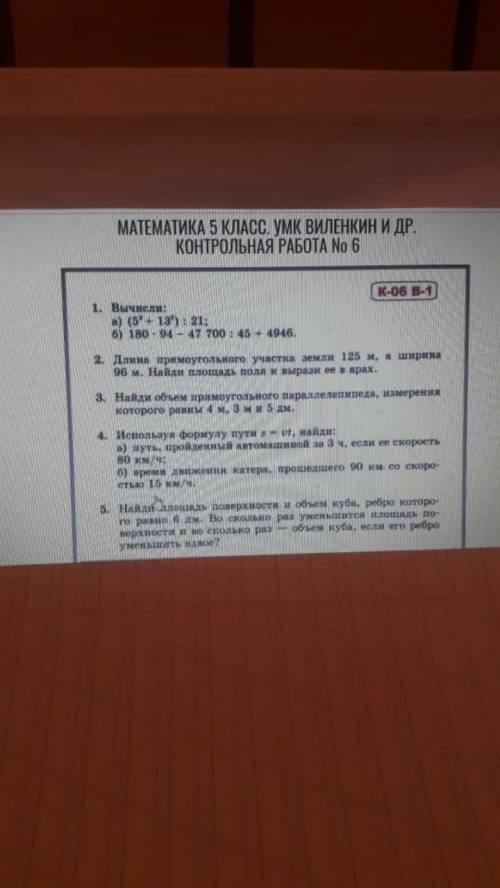 МАТЕМАТИКА 5 КЛАСС. УМК ВИЛЕНКИН И ДР.
КОНТРОЛЬНАЯ РАБОТА No 6
К-06 В-1
1. Вычисли:
а) (5³ + 13²) : 21;
б) 180 · 94 – 47 700 : 45 + 4946.
2. Длина прямоугольного участка земли 125 м, а ширина
96 м. Найди площадь поля и вырази ее в арах.
3. Найди объем прямоугольного параллелепипеда, измерения
которого равны 4 м, 3 м и 5 дм.
4. Используя формулу пути s = vt, найди:
а) путь, пройденный автомашиной за 3 ч, если ее скорость
80 км/ч;
б) время движения катера, прошедшего 90 км со скоро-
стью 15 км/ч.
5. Найди площадь поверхности и объем куба, ребро которо-
го равно 6 дм. Во сколько раз уменьшится площадь по-
верхности и во сколько раз — объем куба, если его ребро
уменьшить вдвое?